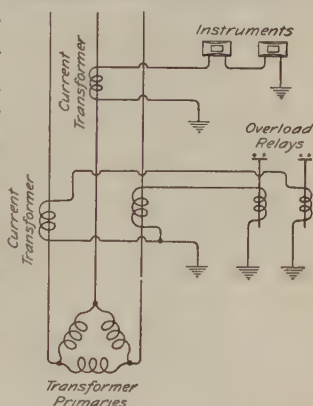 Instruments
Current
Transformer
Overload
Relays
Current
Transformer
Transformer
Primaries